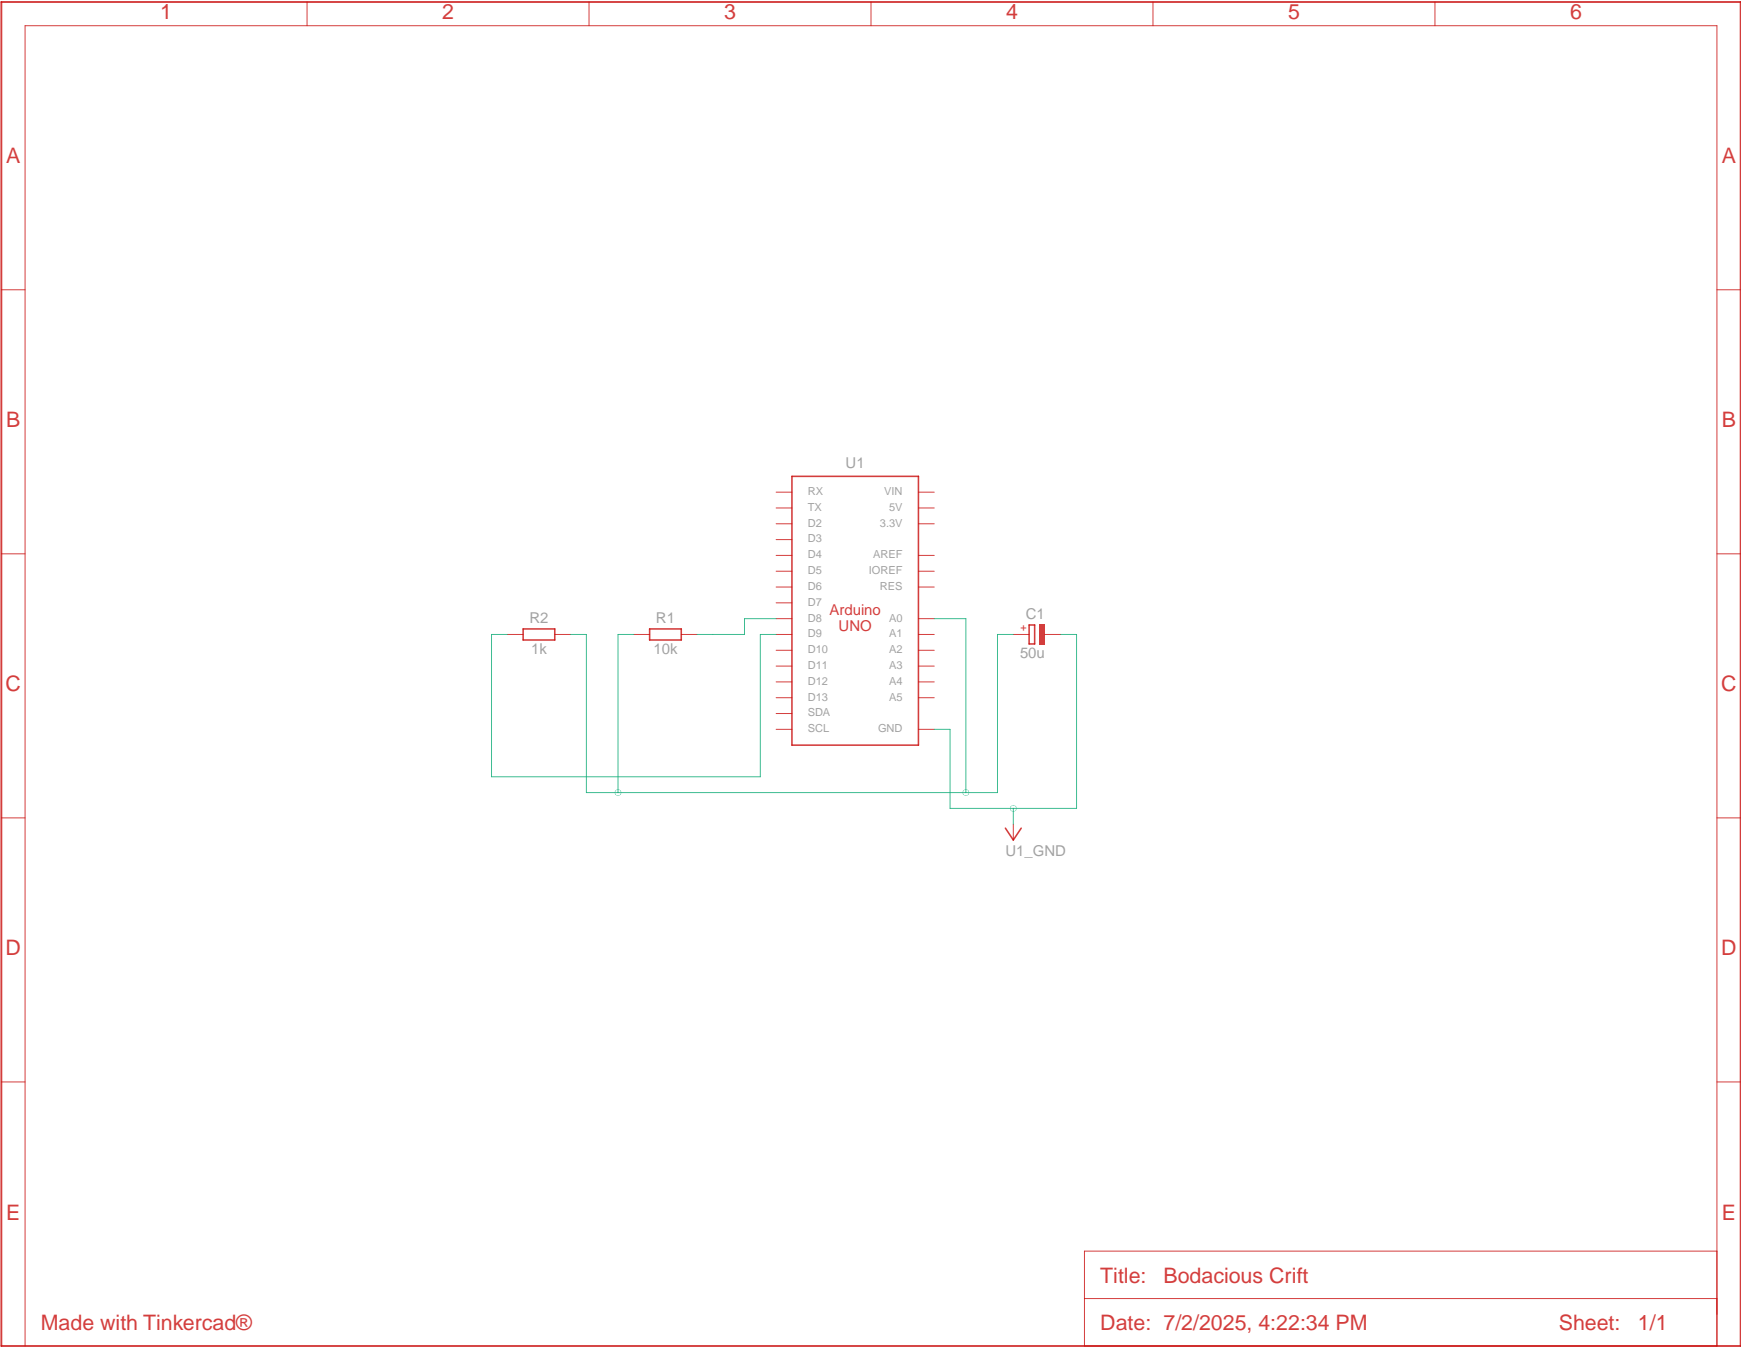 1 2 3 4 5 6
A A
B B
U1
RX VIN
TX 5V
D2 3.3V
D3
D4 AREF
D5 IOREF
D6 RES
D7
Arduino
UNO
D8 A0
D9 A1
D10 A2
D11 A3
D12 A4
D13 A5
SDA
SCL GND
R2
1k
R1
10k
C1
+
50u
C C
U1_GND
D D
E E
Title: Bodacious Crift
Made with Tinkercad®
Date: 7/2/2025, 4:22:34 PM Sheet: 1/1